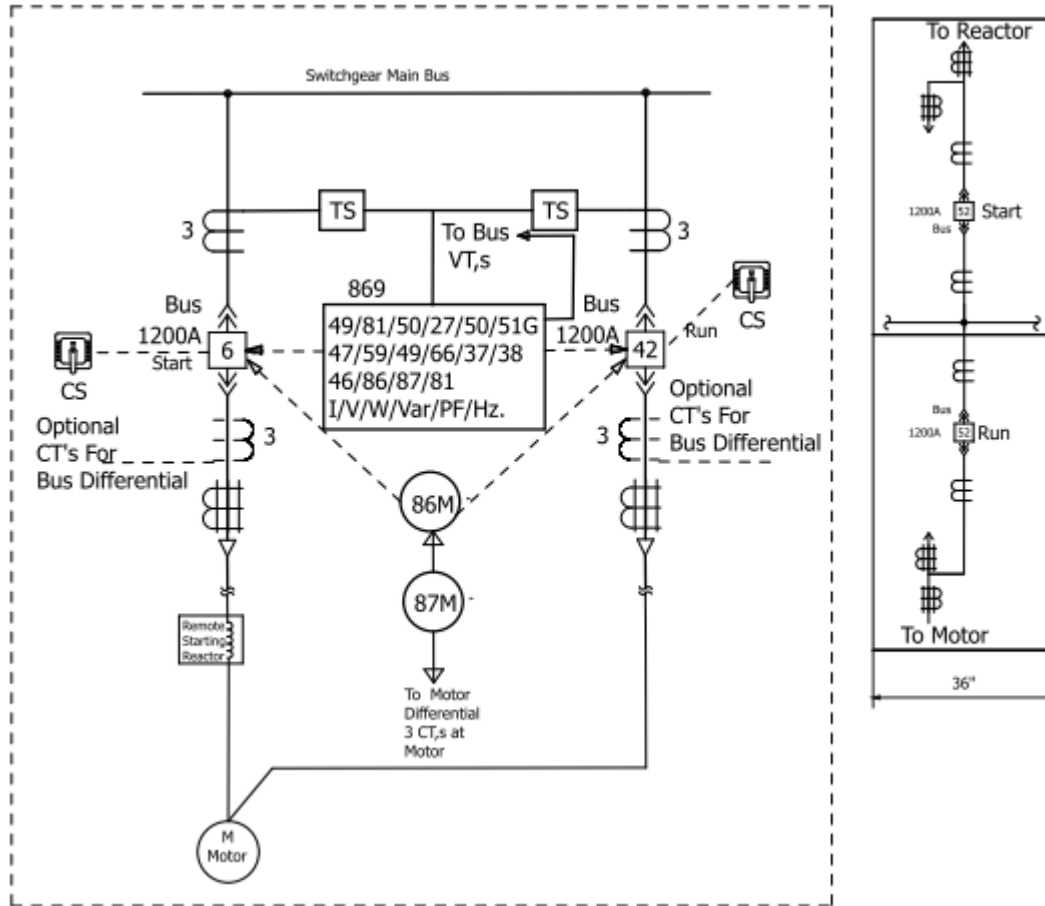 Switchgear Main Bus
TS
TS
3
3
To Bus
VT,s
869
Bus
1200A
Start
6
CS
49/81/50/27/50/51G
47/59/49/66/37/38
46/86/87/81
I/V/W/Var/PF/Hz.
Bus
1200A
42
Run
CS
Optional
CT's For
Bus Differential
3
3
Optional
CT's For
Bus Differential
86M
87M
Remote
Starting
Reactor
To Motor
Differential
3 CT,s at
Motor
M
Motor
To Reactor
1200A
52
Start
Bus
Bus
1200A
52
Run
To Motor
36"